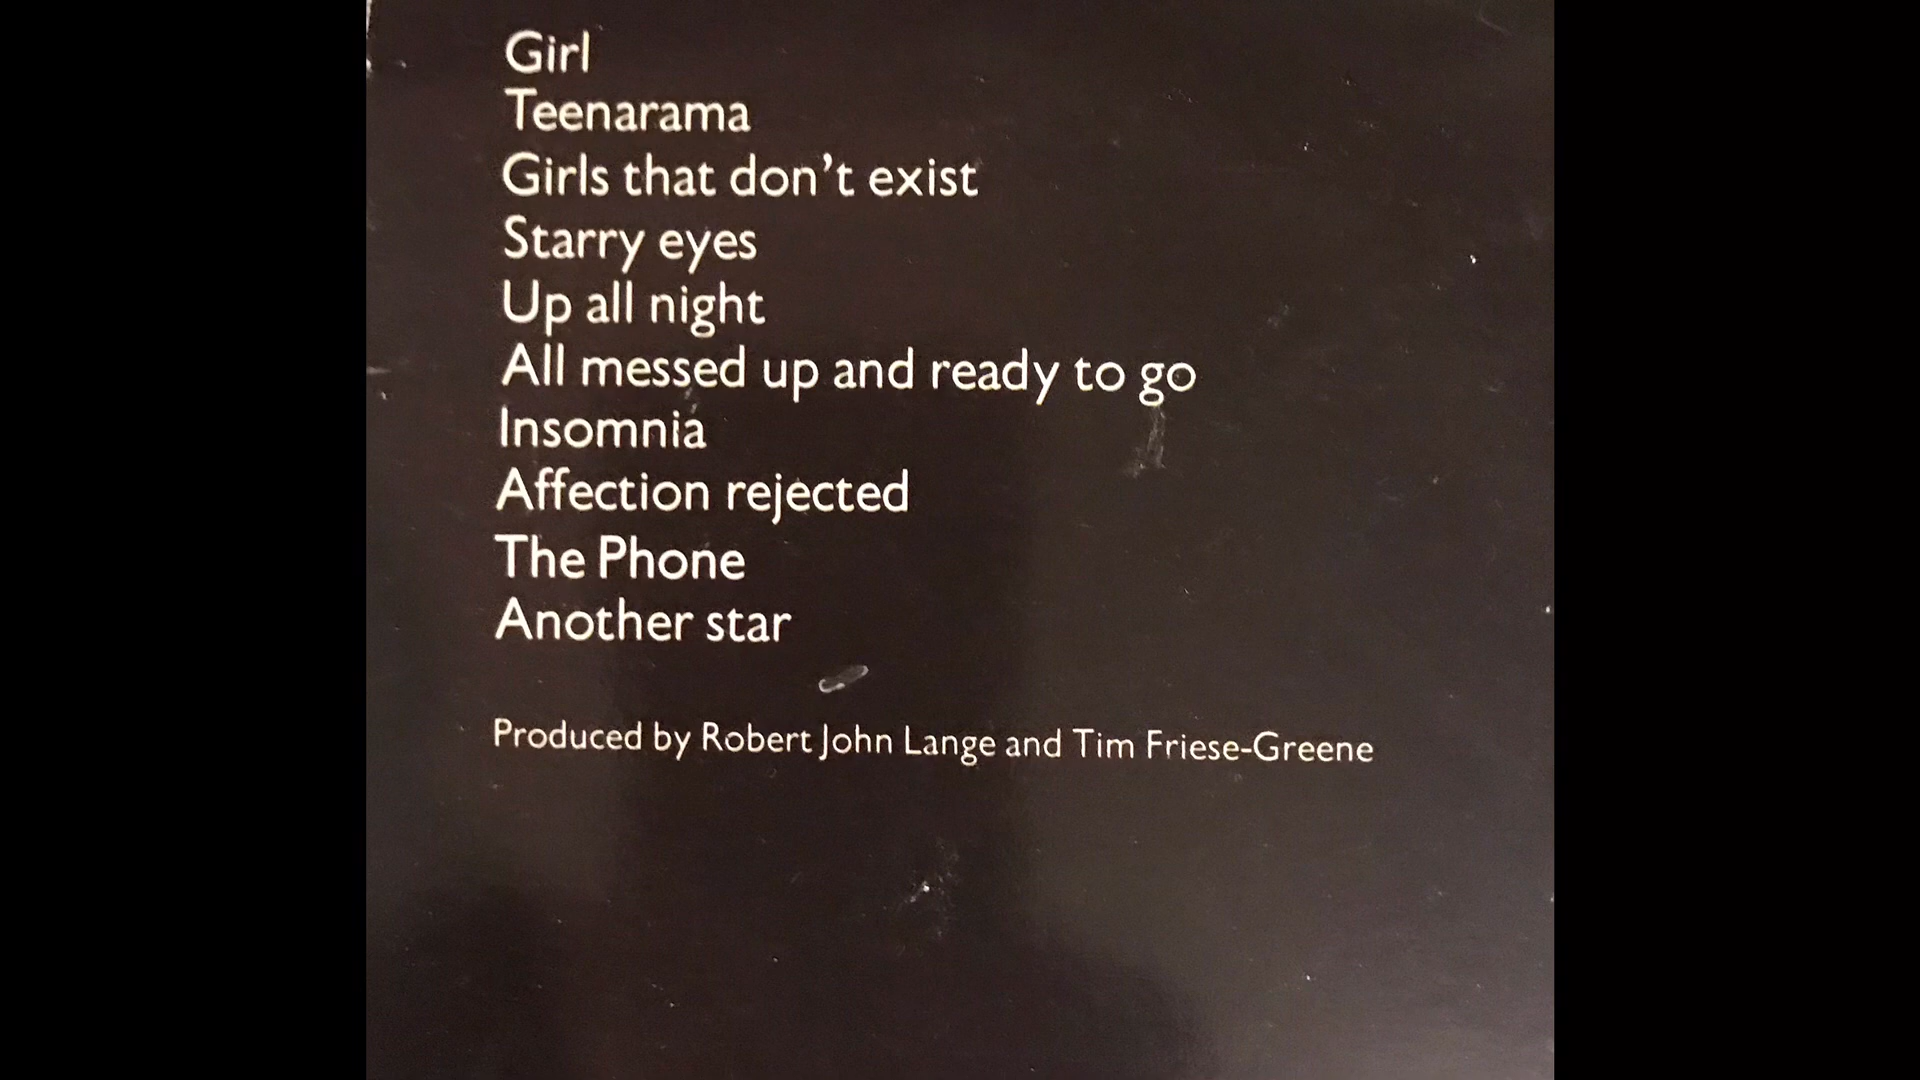 Girl
Teenarama
Girls that don't exist
Starry eyes
Up all night
All messed up and ready to go
Insomnia
Affection rejected
The Phone
Another star
Produced by Robert John Lange and Tim Friese-Greene